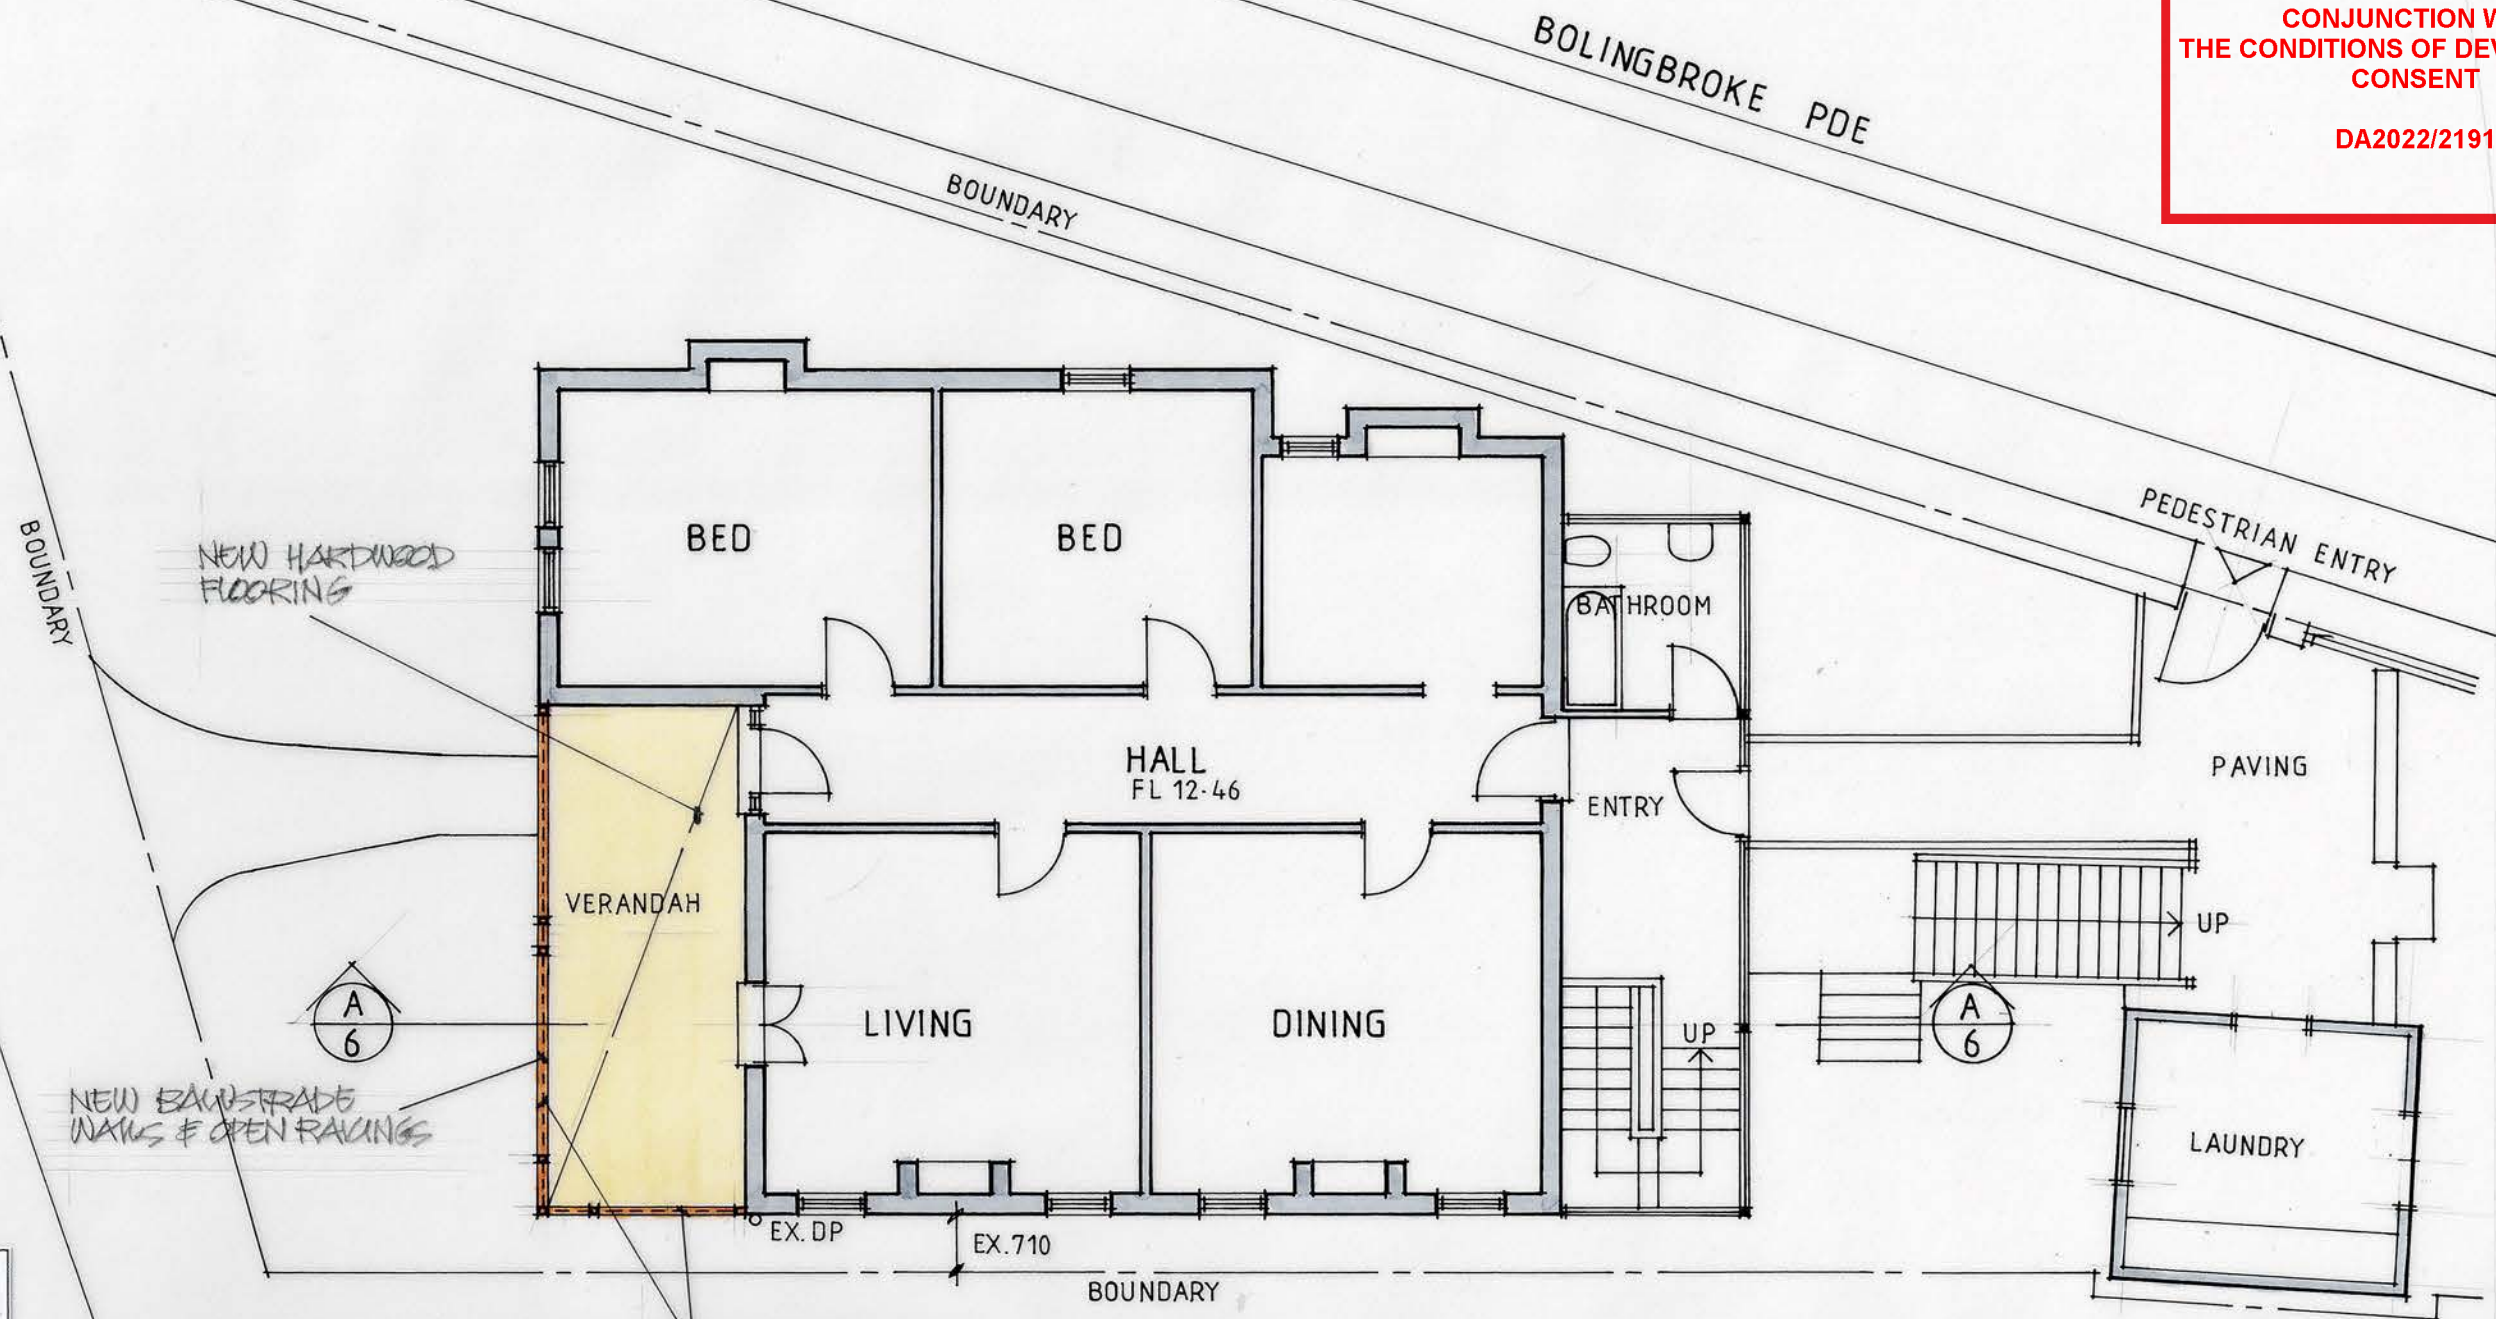 CONJUNCTION W
THE CONDITIONS OF DEV
CONSENT
DA2022/2191
BOLINGBROKE PDE
BOUNDARY
PEDESTRIAN ENTRY
BOUNDARY
NEW HARDWOOD
FLOORING
BED
BED
BATHROOM
HALL
FL 12.46
ENTRY
PAVING
VERANDAH
UP
A
6
LIVING
DINING
UP
A
6
NEW BALUSTRADE
WALLS & OPEN RAILINGS
LAUNDRY
EX. DP
EX. 710
BOUNDARY